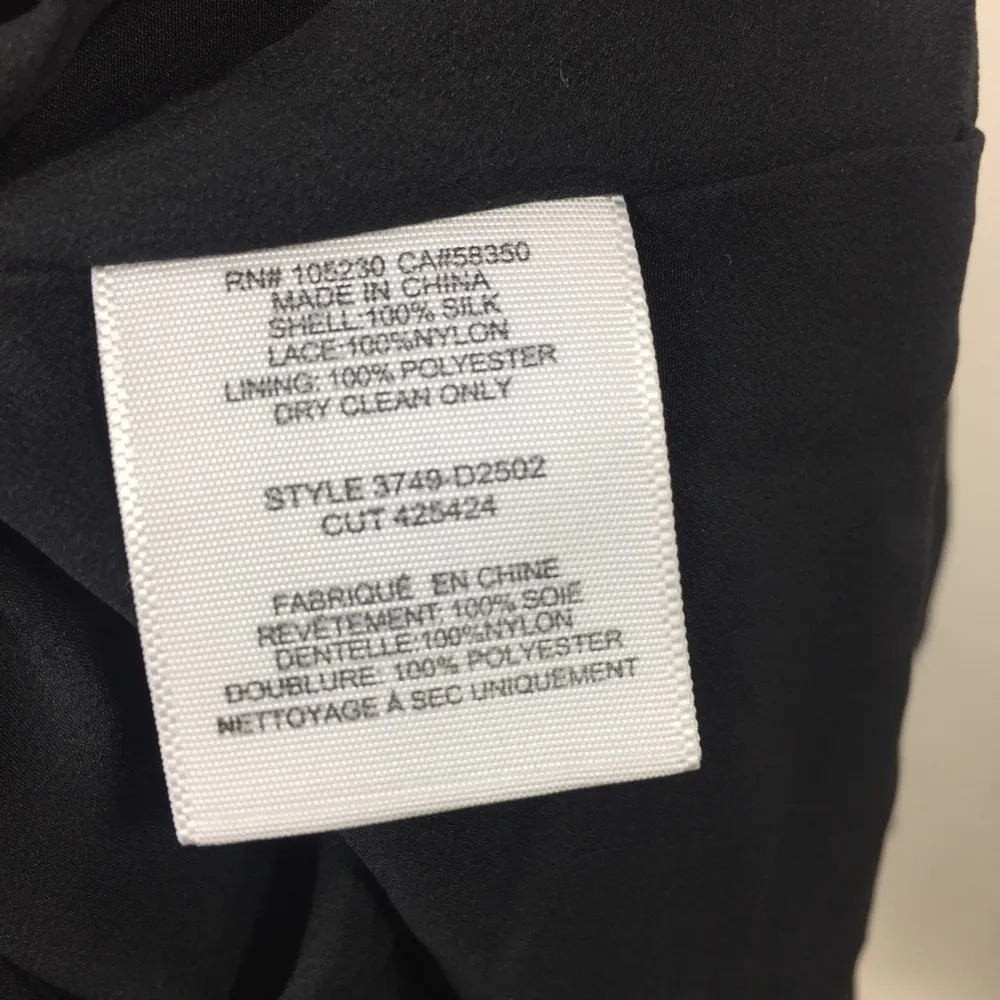 RN# 105230 CA#58350
MADE IN CHINA
SHELL:100% SILK
LACE:100%NYLON
LINING: 100% POLYESTER
DRY CLEAN ONLY
STYLE 3749-D2502
CUT 425424
FABRIQUÉ EN CHINE
REVÊTEMENT: 100% SOIE
DENTELLE:100%NYLON
DOUBLURE: 100% POLYESTER
NETTOYAGE À SEC UNIQUEMENT